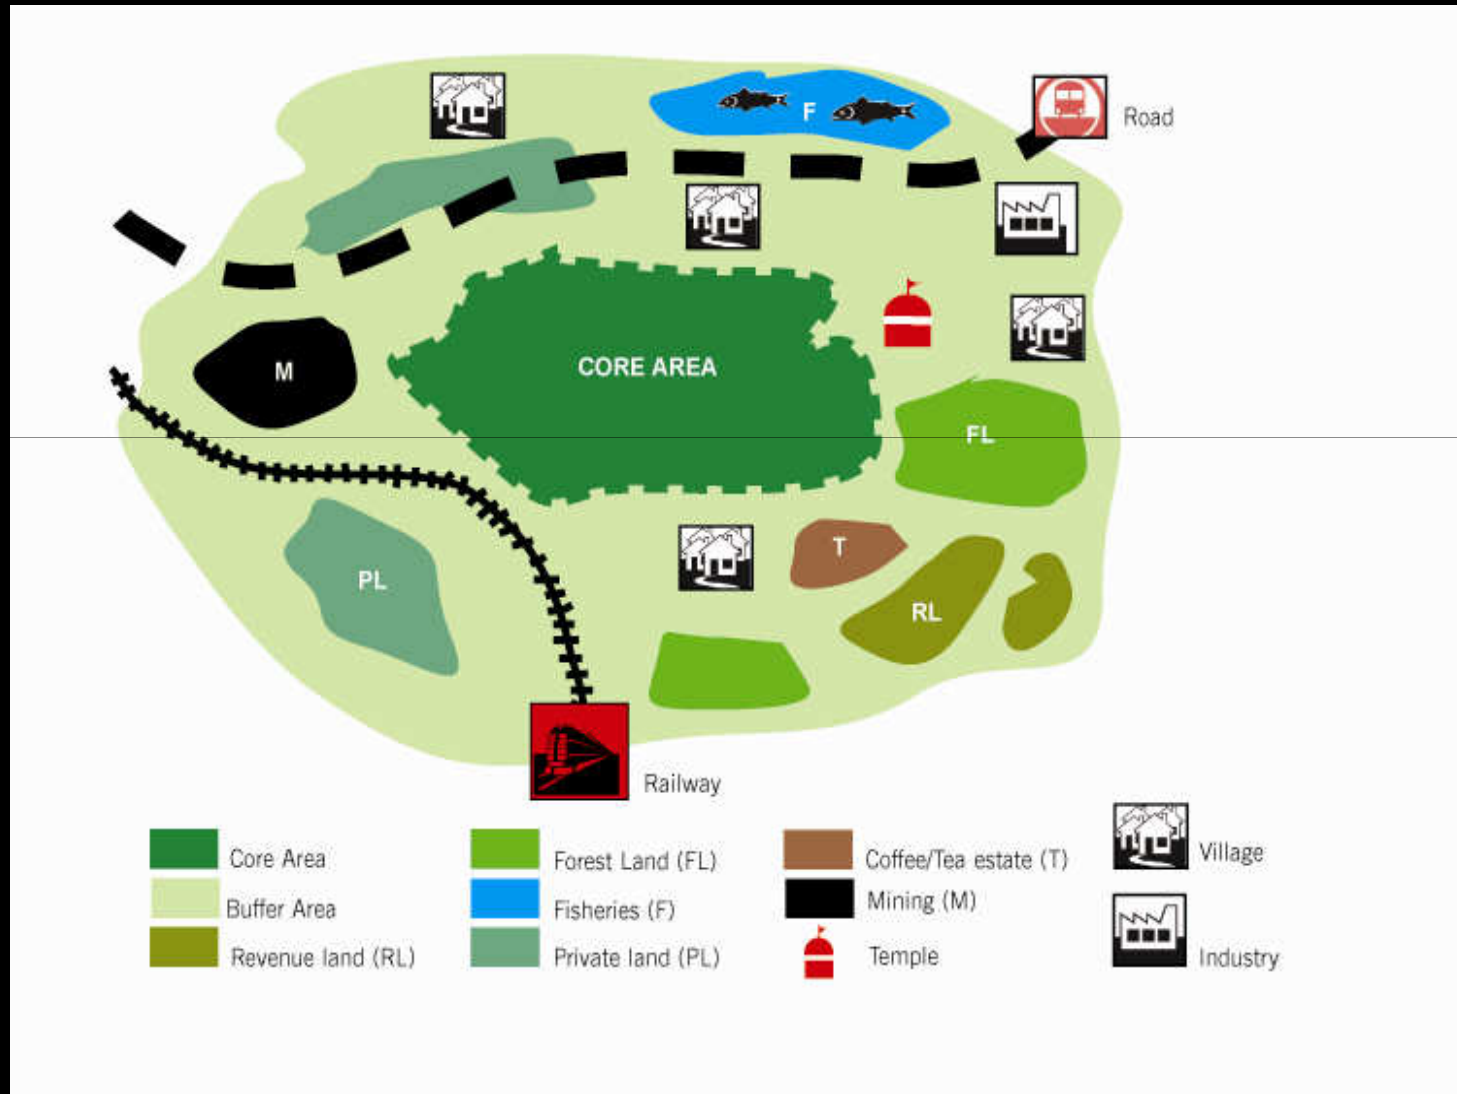 F
Road
M
CORE AREA
FL
T
PL
RL
Railway
Core Area
Forest Land (FL)
Coffee/Tea estate (T)
Village
Buffer Area
Fisheries (F)
Mining (M)
Revenue land (RL)
Private land (PL)
Temple
Industry